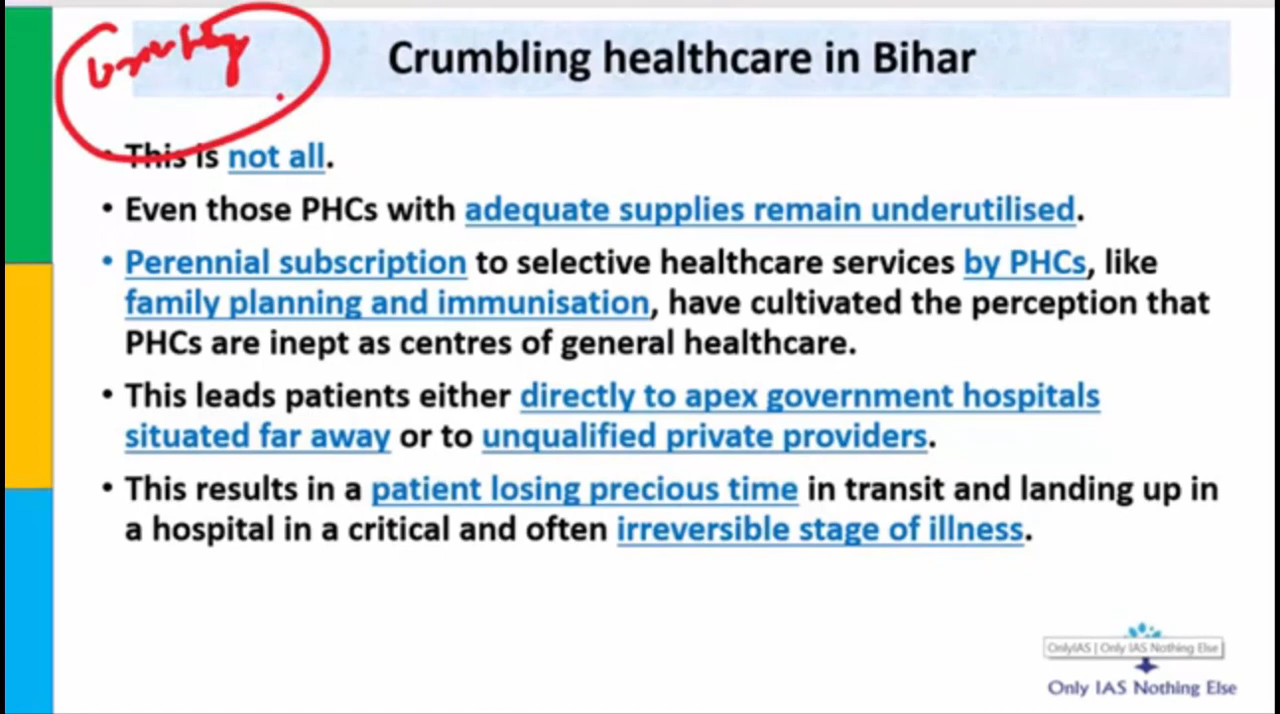 Crumbling healthcare in Bihar
• This is not all.
• Even those PHCs with adequate supplies remain underutilised.
• Perennial subscription to selective healthcare services by PHCs, like
family planning and immunisation, have cultivated the perception that
PHCs are inept as centres of general healthcare.
• This leads patients either directly to apex government hospitals
situated far away or to unqualified private providers.
• This results in a patient losing precious time in transit and landing up in
a hospital in a critical and often irreversible stage of illness.
OnlyIAS | Only IAS Nothing Else
Only IAS Nothing Else